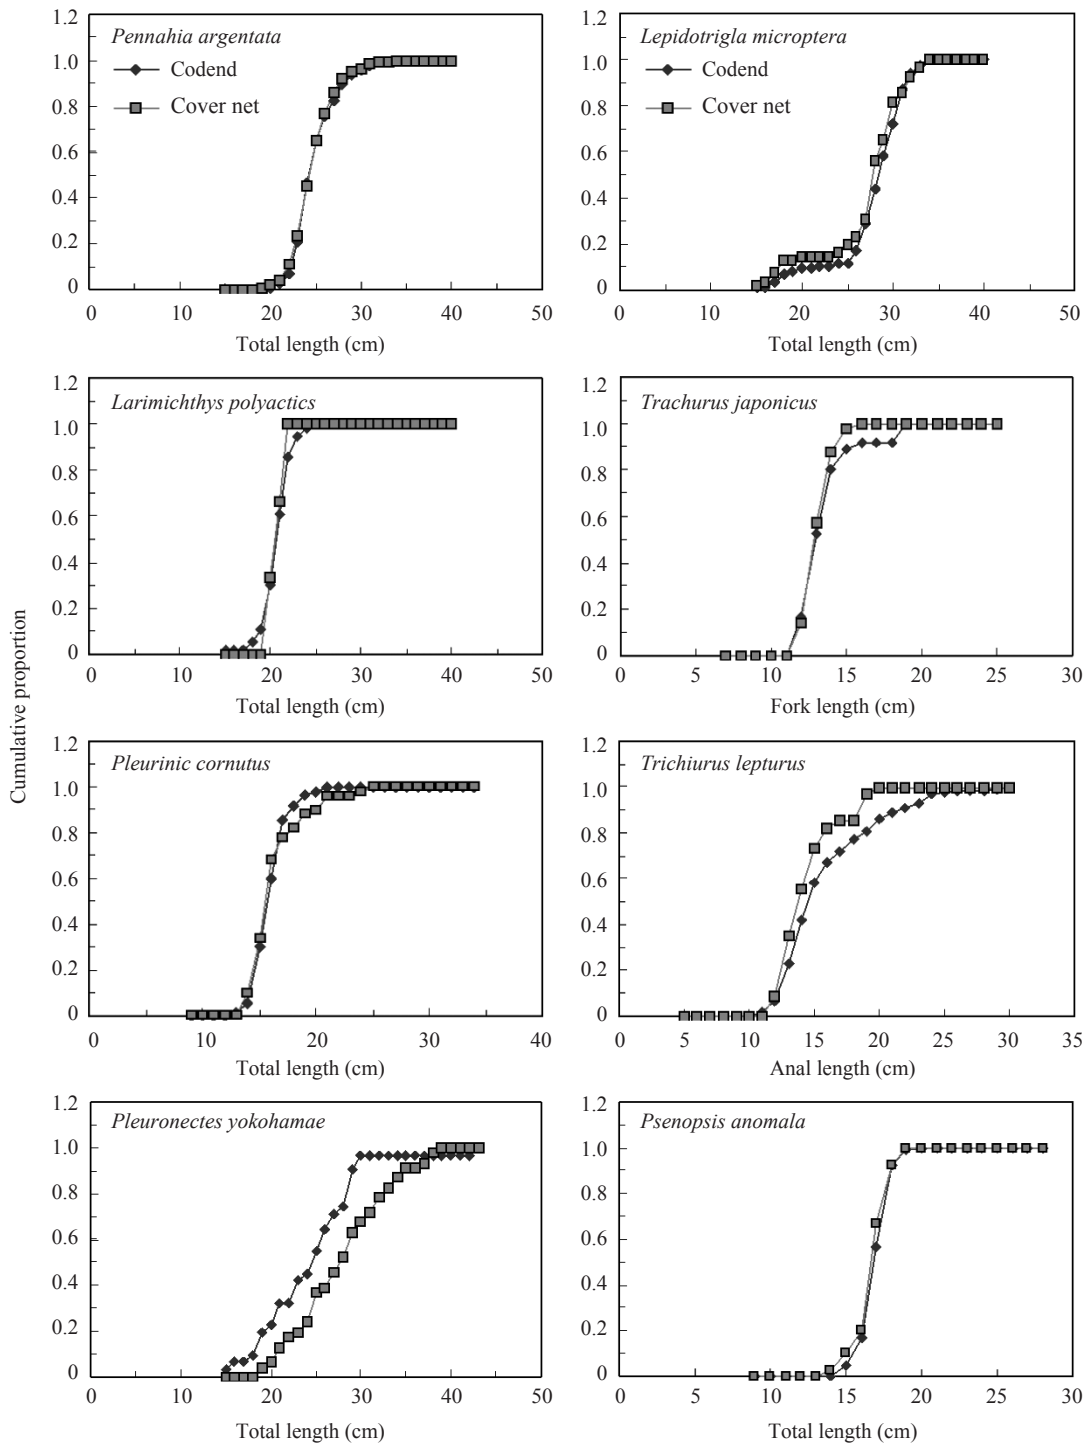 Cumulative proportion
Pennahia argentata
Codend
Cover net
1.2
1.0
0.8
0.6
0.4
0.2
0
0 10 20 30 40 50
Total length (cm)
Lepidotrigla microptera
Codend
Cover net
1.2
1.0
0.8
0.6
0.4
0.2
0
0 10 20 30 40 50
Total length (cm)
Larimichthys polyactics
1.2
1.0
0.8
0.6
0.4
0.2
0
0 10 20 30 40 50
Total length (cm)
Trachurus japonicus
1.2
1.0
0.8
0.6
0.4
0.2
0
0 5 10 15 20 25 30
Fork length (cm)
Pleurinic cornutus
1.2
1.0
0.8
0.6
0.4
0.2
0
0 10 20 30 40
Total length (cm)
Trichiurus lepturus
1.2
1.0
0.8
0.6
0.4
0.2
0
0 5 10 15 20 25 30 35
Anal length (cm)
Pleuronectes yokohamae
1.2
1.0
0.8
0.6
0.4
0.2
0
0 10 20 30 40 50
Total length (cm)
Psenopsis anomala
1.2
1.0
0.8
0.6
0.4
0.2
0
0 5 10 15 20 25 30
Total length (cm)